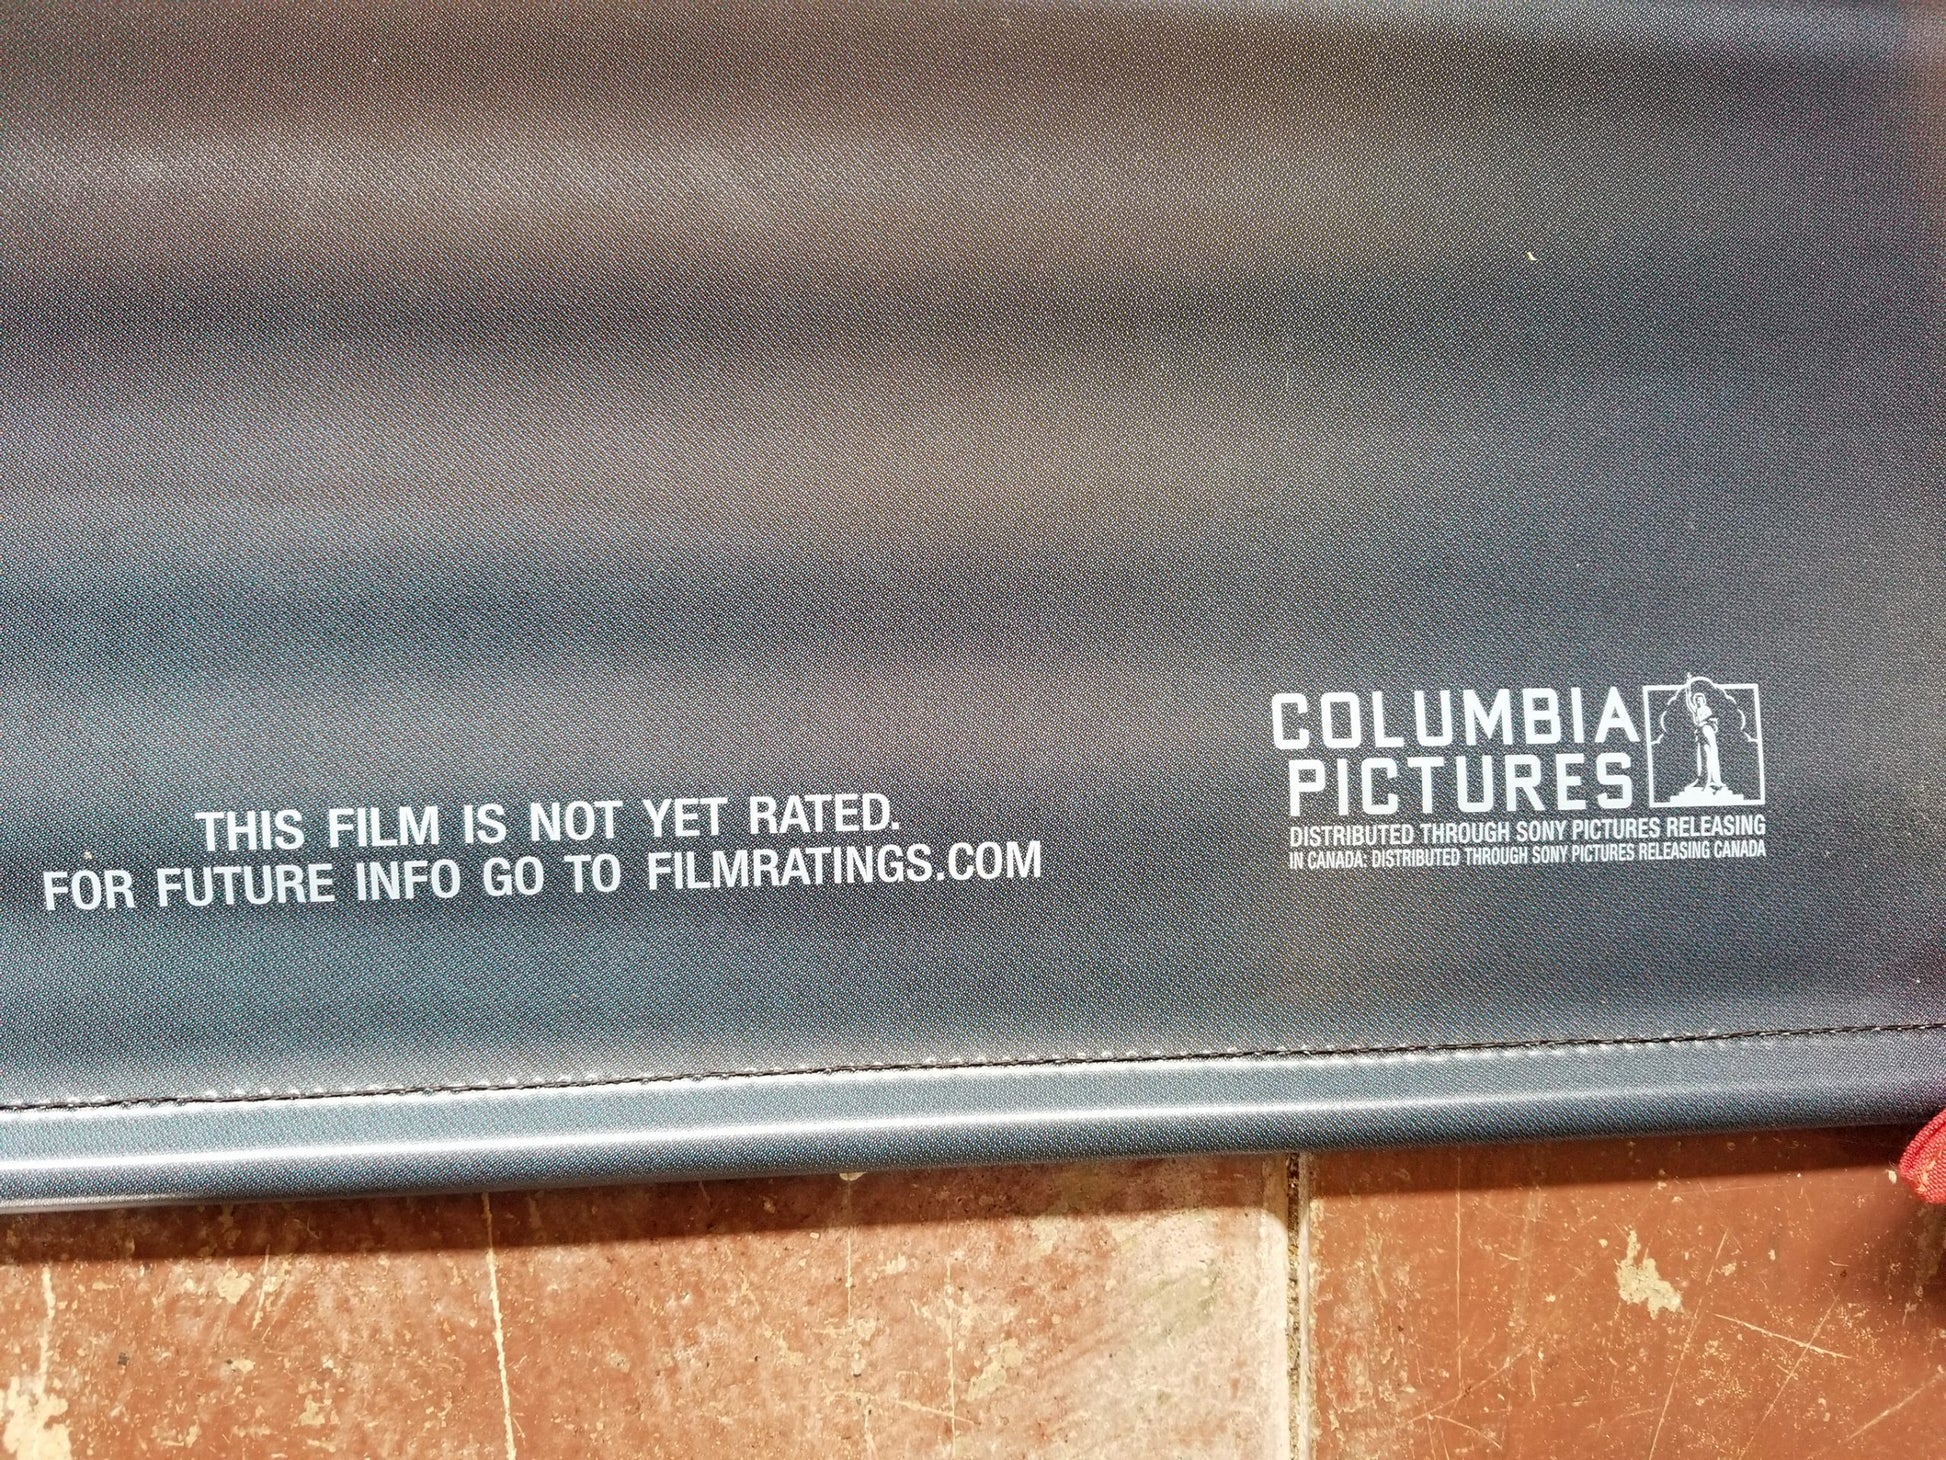 THIS FILM IS NOT YET RATED.
FOR FUTURE INFO GO TO FILMRATINGS.COM
COLUMBIA
PICTURES
DISTRIBUTED THROUGH SONY PICTURES RELEASING
IN CANADA: DISTRIBUTED THROUGH SONY PICTURES RELEASING CANADA